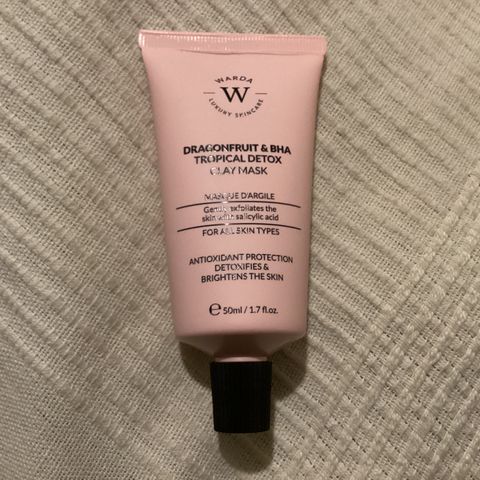 WARDA
W
LUXURY SKINCARE
DRAGONFRUIT & BHA
TROPICAL DETOX
CLAY MASK
MASQUE D'ARGILE
Gently exfoliates the
skin with salicylic acid
FOR ALL SKIN TYPES
ANTIOXIDANT PROTECTION
DETOXIFIES &
BRIGHTENS THE SKIN
℮ 50ml / 1.7 fl.oz.